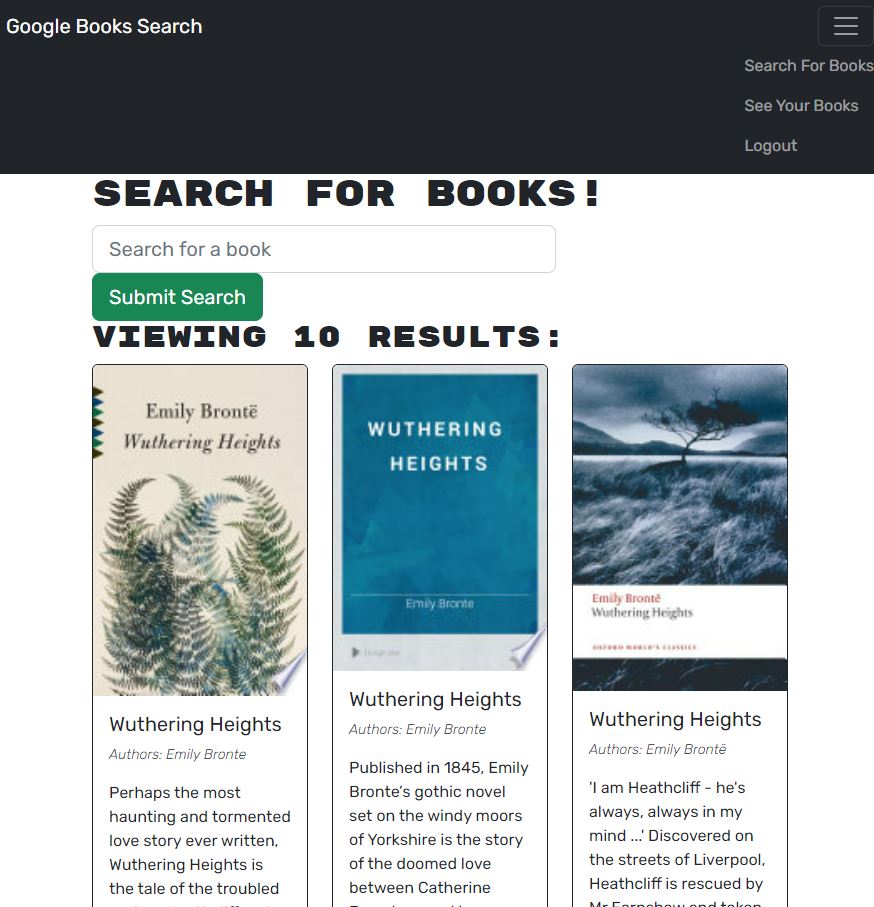 Google Books Search
Search For Books
See Your Books
Logout
SEARCH FOR BOOKS!
Search for a book
Submit Search
VIEWING 10 RESULTS:
Emily Brontë
Wuthering Heights
WUTHERING
HEIGHTS
Emily Bronte
Emily Brontë
Wuthering Heights
OXFORD WORLD'S CLASSICS
Wuthering Heights
Authors: Emily Bronte
Perhaps the most
haunting and tormented
love story ever written,
Wuthering Heights is
the tale of the troubled
Wuthering Heights
Authors: Emily Bronte
Published in 1845, Emily
Bronte’s gothic novel
set on the windy moors
of Yorkshire is the story
of the doomed love
between Catherine
Wuthering Heights
Authors: Emily Brontë
'I am Heathcliff - he's
always, always in my
mind ...' Discovered on
the streets of Liverpool,
Heathcliff is rescued by
Mr Earnshaw and taken